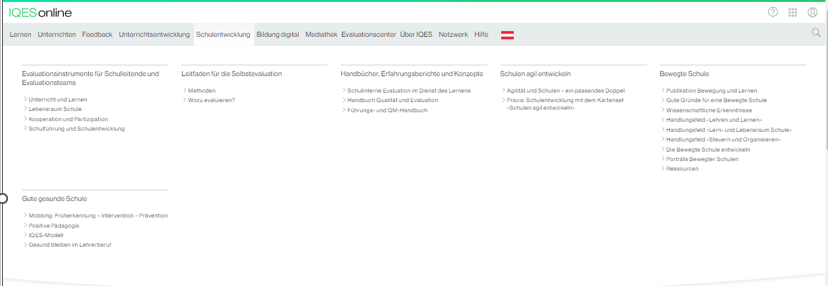 IQESonline
Lernen Unterrichten Feedback Unterrichtsentwicklung Schulentwicklung Bildung digital Mediathek Evaluationscenter Über IQES Netzwerk Hilfe
Evaluationsinstrumente für Schulleitende und
Evaluationsteams
Unterricht und Lernen
Lebensraum Schule
Kooperation und Partizipation
Schulführung und Schulentwicklung
Leitfaden für die Selbstevaluation
Methoden
Wozu evaluieren?
Handbücher, Erfahrungsberichte und Konzepte
Schulinterne Evaluation im Dienst des Lernens
Handbuch Qualität und Evaluation
Führungs- und QM-Handbuch
Schulen agil entwickeln
Agilität und Schulen – ein passendes Doppel
Praxis: Schulentwicklung mit dem Kartenset
«Schulen agil entwickeln»
Bewegte Schule
Publikation Bewegung und Lernen
Gute Gründe für eine Bewegte Schule
Wissenschaftliche Erkenntnisse
Handlungsfeld «Lehren und Lernen»
Handlungsfeld «Lern- und Lebensraum Schule»
Handlungsfeld «Steuern und Organisieren»
Die Bewegte Schule entwickeln
Porträts Bewegter Schulen
Ressourcen
Gute gesunde Schule
Mobbing: Früherkennung – Intervention – Prävention
Positive Pädagogik
IQES-Modell
Gesund bleiben im Lehrerberuf